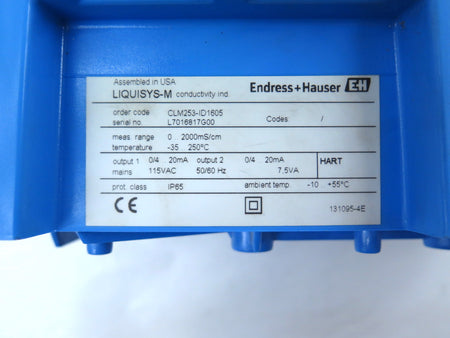 Assembled in USA
LIQUISYS-M conductivity ind. Endress+Hauser EH
order code CLM253-ID1605
serial no. L7016817G00 Codes: /
meas. range 0 .. 2000mS/cm
temperature -35 .. 250°C
output 1 0/4 .. 20mA output 2 0/4 .. 20mA HART
mains 115VAC 50/60 Hz 7.5VA
prot. class IP65 ambient temp. -10 .. +55°C
CE 131095-4E